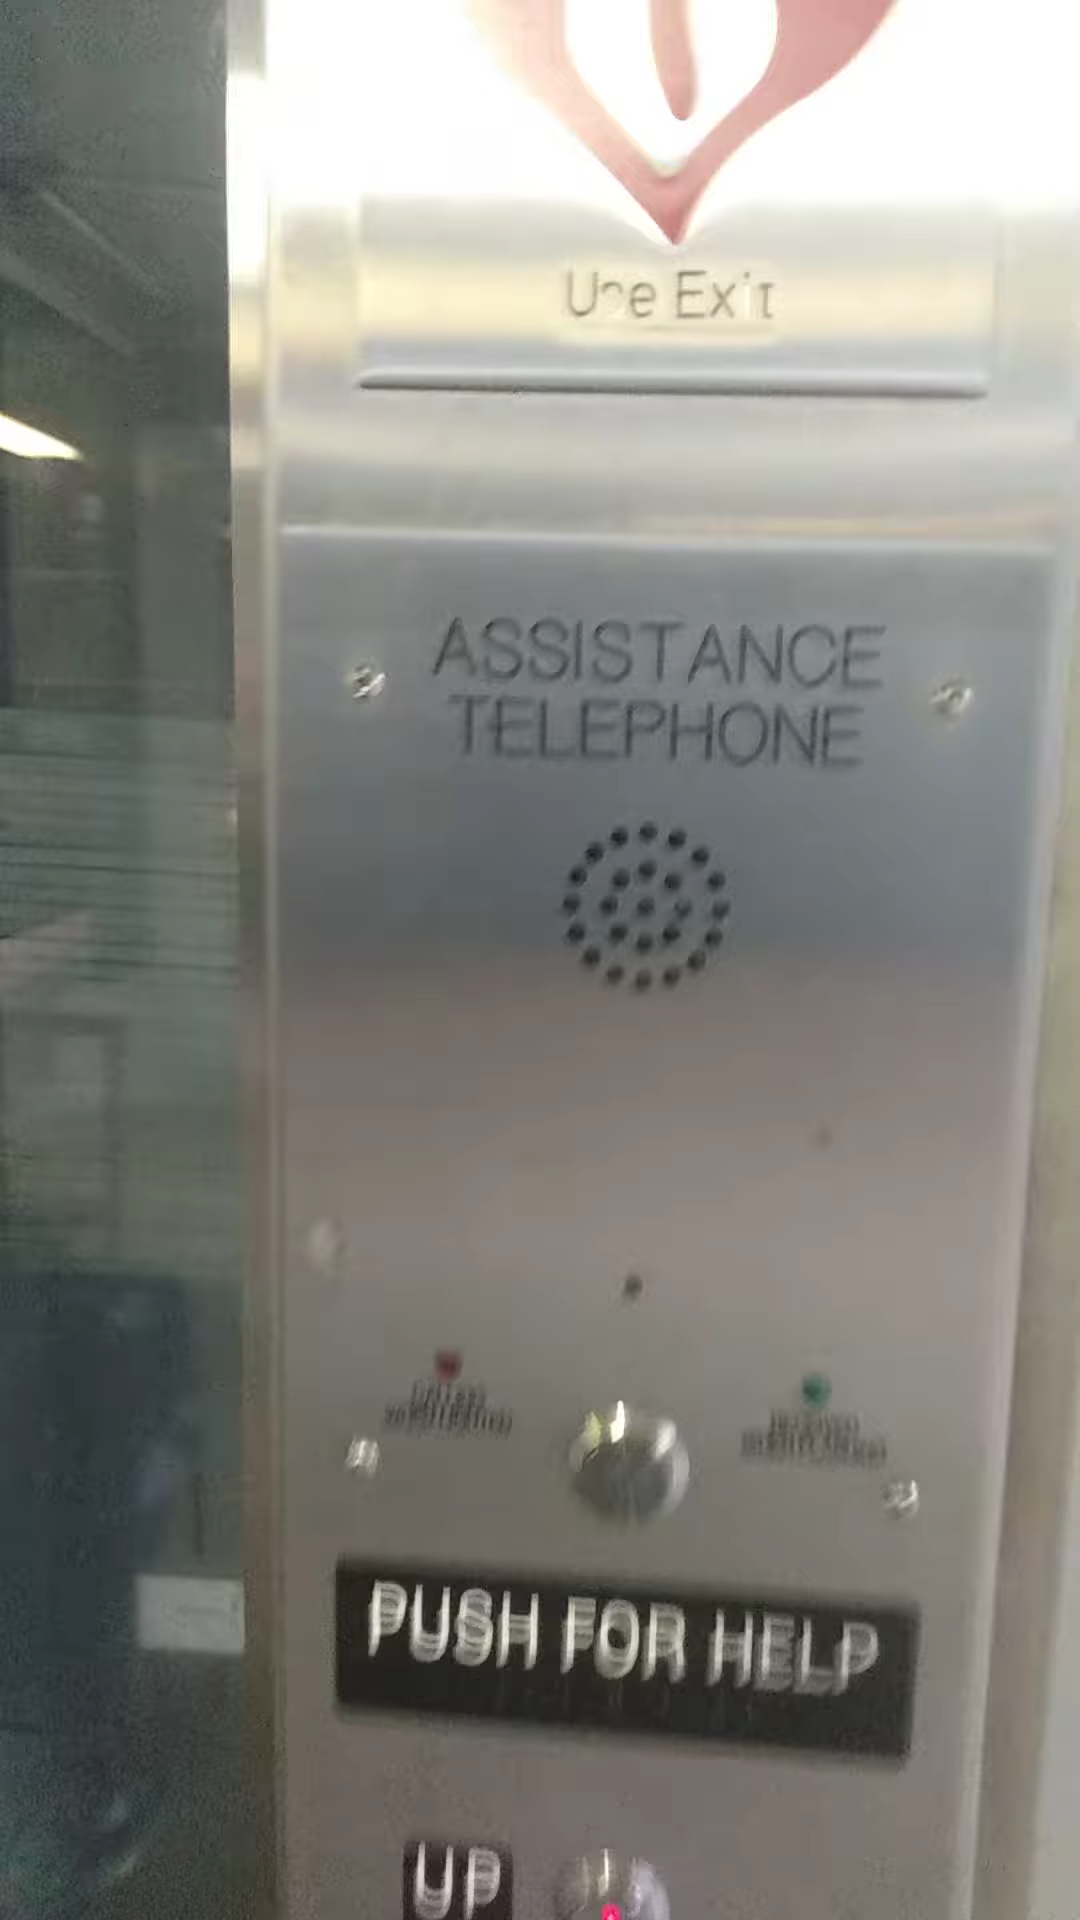 Use Exit
ASSISTANCE
TELEPHONE
PUSH FOR HELP
UP